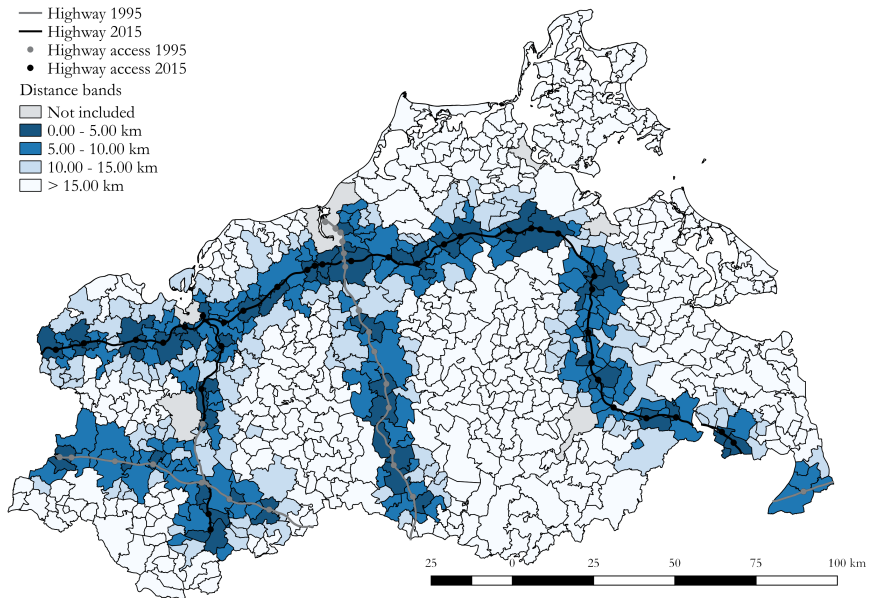 Highway 1995
Highway 2015
Highway access 1995
Highway access 2015
Distance bands
Not included
0.00 - 5.00 km
5.00 - 10.00 km
10.00 - 15.00 km
> 15.00 km
25 0 25 50 75 100 km